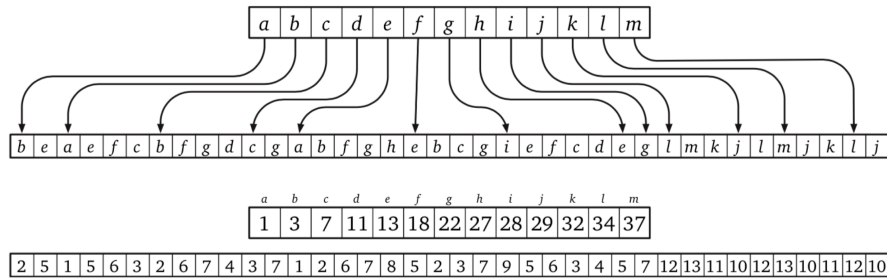 a b c d e f g h i j k l m
b e a e f c b f g d c g a b f g h e b c g i e f c d e g l m k j l m j k l j
a b c d e f g h i j k l m
1 3 7 11 13 18 22 27 28 29 32 34 37
2 5 1 5 6 3 2 6 7 4 3 7 1 2 6 7 8 5 2 3 7 9 5 6 3 4 5 7 12 13 11 10 12 13 10 11 12 10